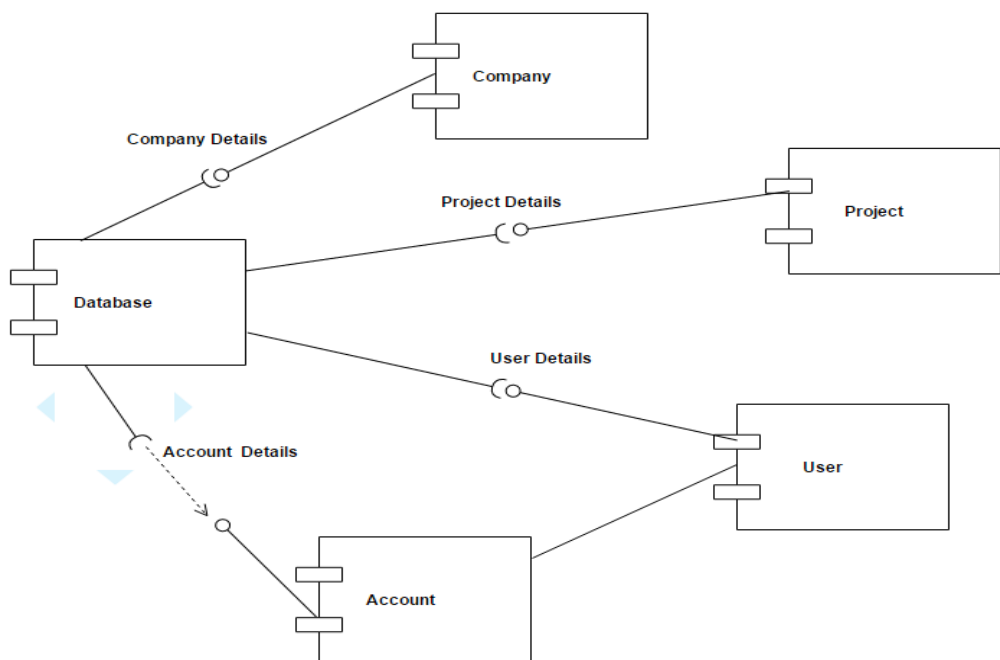 Company
Company Details
Project Details
Project
Database
User Details
Account Details
User
Account